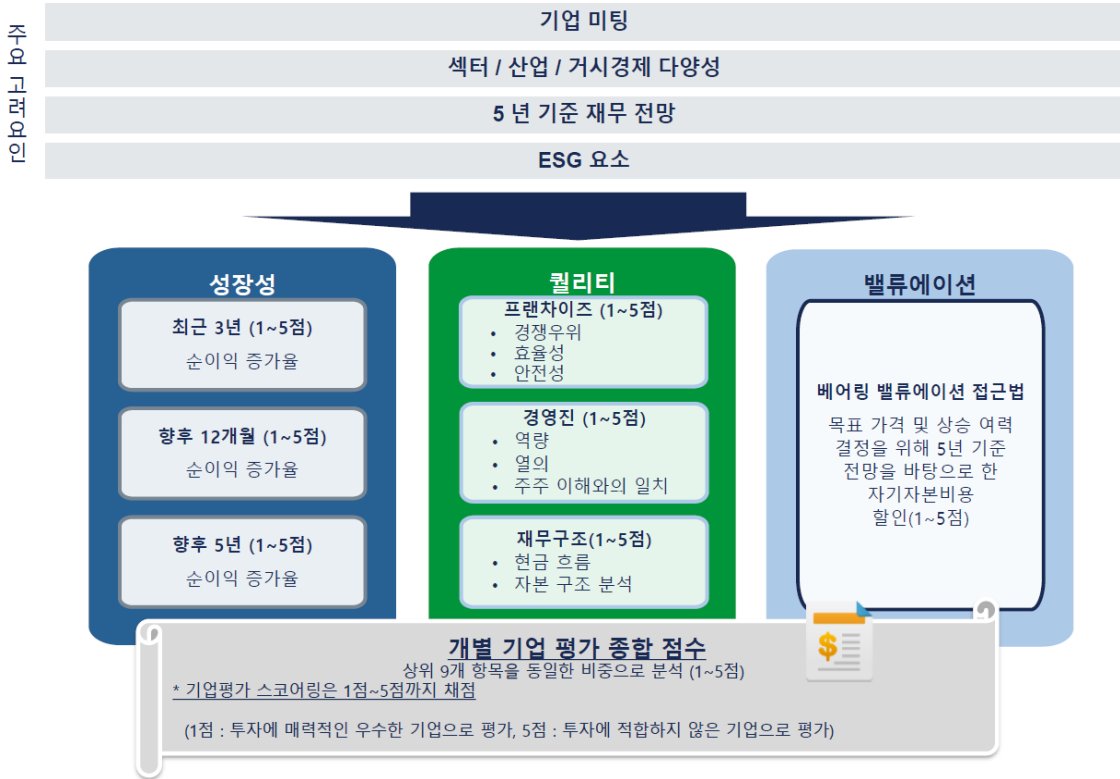 주요 고려요인
기업 미팅
섹터 / 산업 / 거시경제 다양성
5 년 기준 재무 전망
ESG 요소
성장성
최근 3년 (1~5점)
순이익 증가율
향후 12개월 (1~5점)
순이익 증가율
향후 5년 (1~5점)
순이익 증가율
퀄리티
프랜차이즈 (1~5점)
• 경쟁우위
• 효율성
• 안전성
경영진 (1~5점)
• 역량
• 열의
• 주주 이해와의 일치
재무구조(1~5점)
• 현금 흐름
• 자본 구조 분석
밸류에이션
베어링 밸류에이션 접근법
목표 가격 및 상승 여력
결정을 위해 5년 기준
전망을 바탕으로 한
자기자본비용
할인(1~5점)
$
개별 기업 평가 종합 점수
상위 9개 항목을 동일한 비중으로 분석 (1~5점)
* 기업평가 스코어링은 1점~5점까지 채점
(1점 : 투자에 매력적인 우수한 기업으로 평가, 5점 : 투자에 적합하지 않은 기업으로 평가)